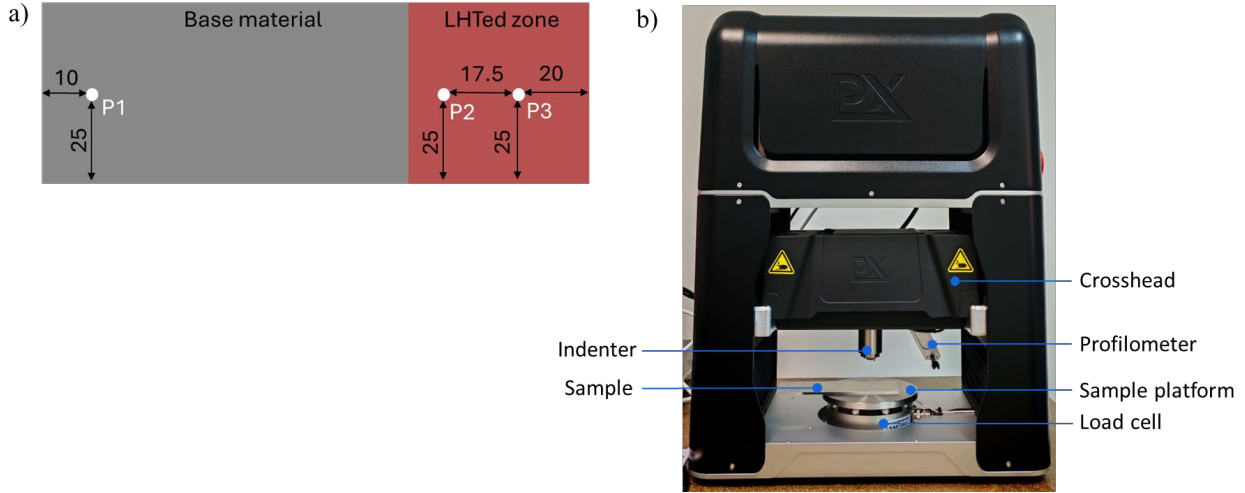 a)
Base material
LHTed zone
10
17.5
20
P1
P2
P3
25
25
25
b)
PX
PX
Crosshead
Indenter
Profilometer
Sample
Sample platform
Load cell